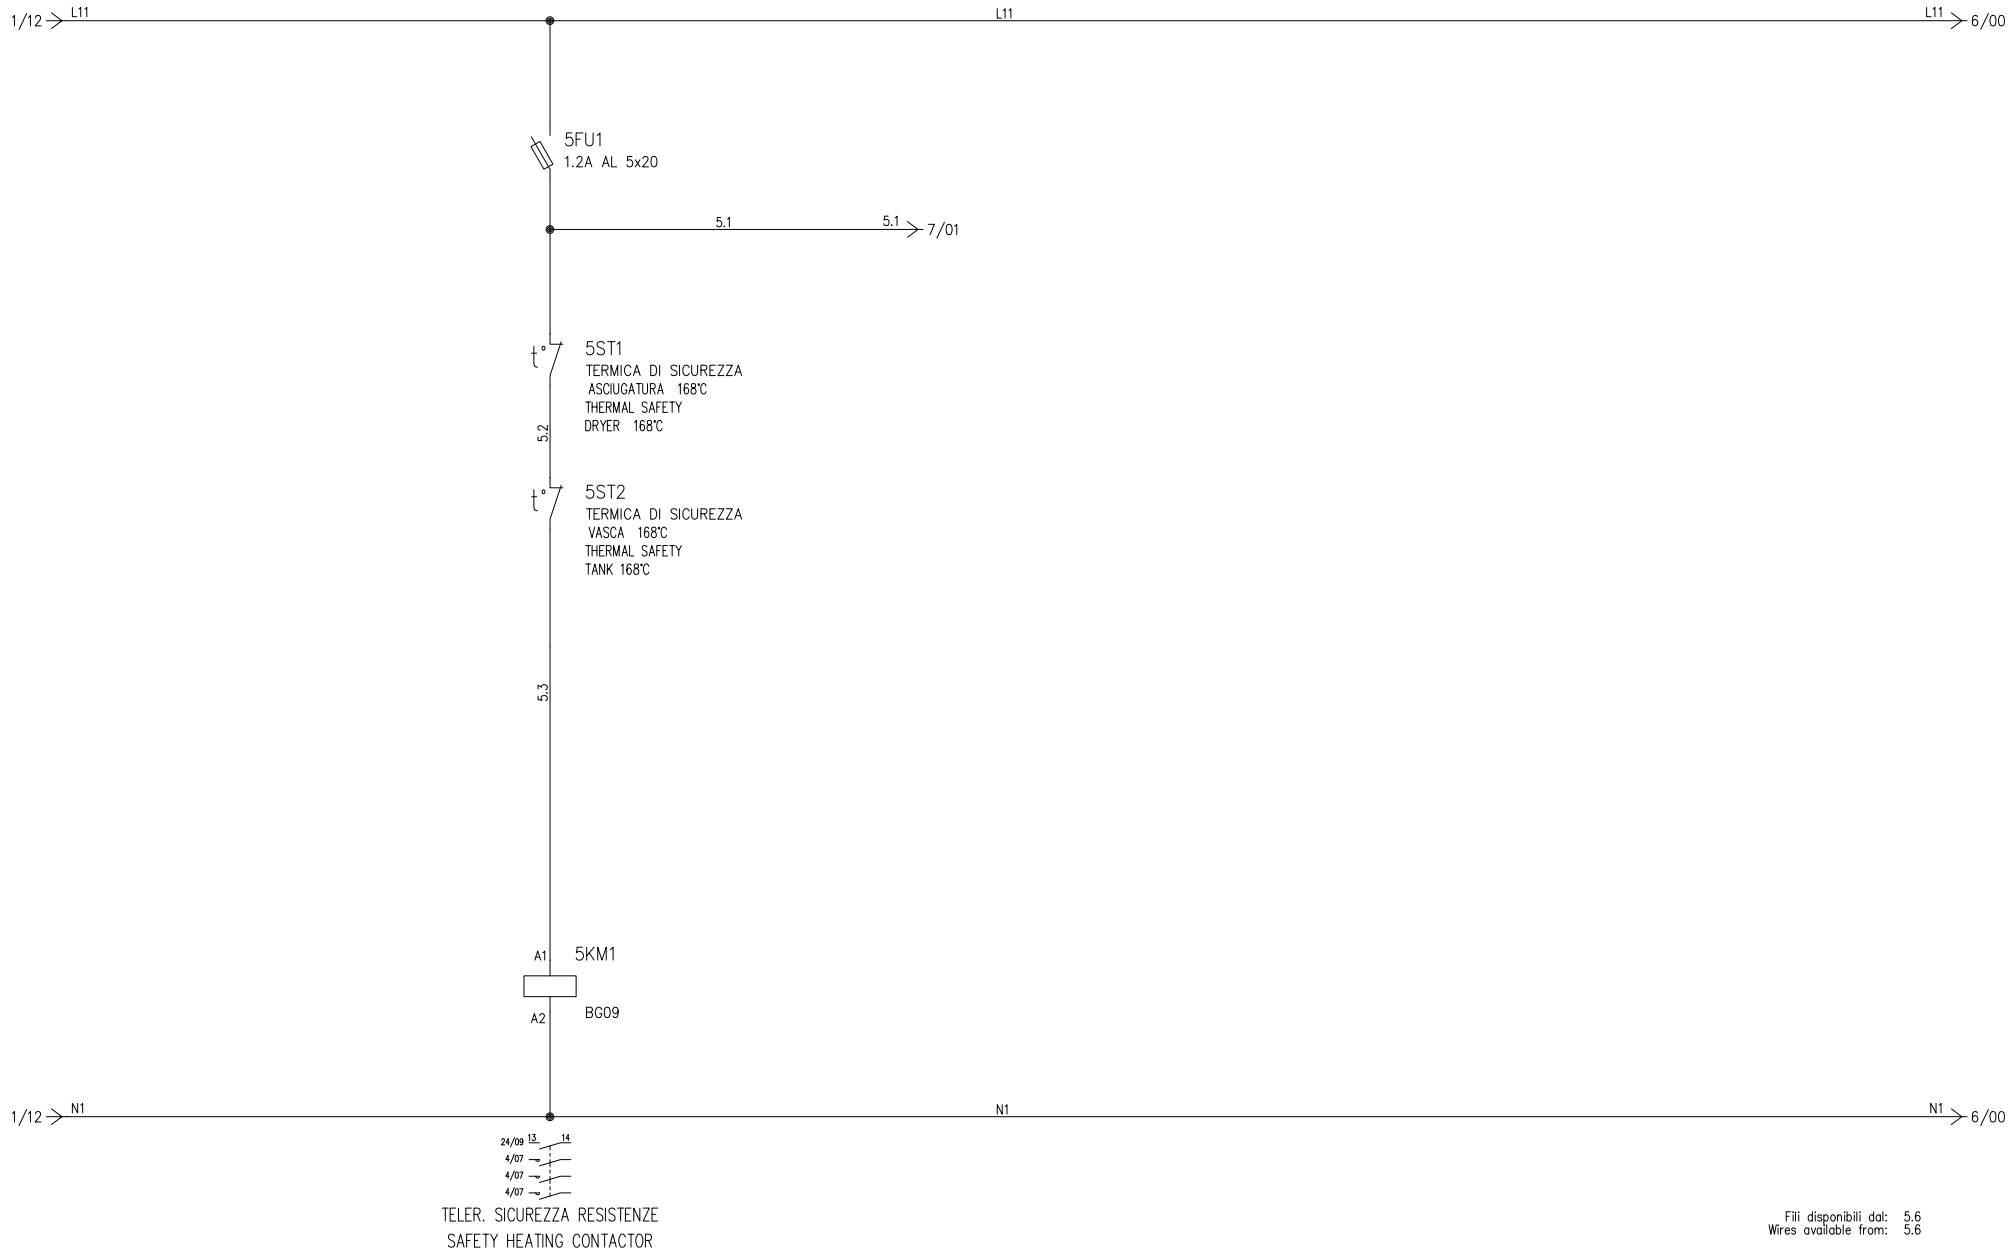 1/12 L11 L11 L11 6/00
5FU1
1.2A AL 5x20
5.1 5.1 7/01
5ST1
t°
TERMICA DI SICUREZZA
ASCIUGATURA 168°C
THERMAL SAFETY
DRYER 168°C
5.2
5ST2
t°
TERMICA DI SICUREZZA
VASCA 168°C
THERMAL SAFETY
TANK 168°C
5.3
A1 5KM1
BG09
A2
1/12 N1 N1 N1 6/00
24/09 13 14
4/07
4/07
4/07
TELER. SICUREZZA RESISTENZE
SAFETY HEATING CONTACTOR
Fili disponibili dal: 5.6
Wires available from: 5.6